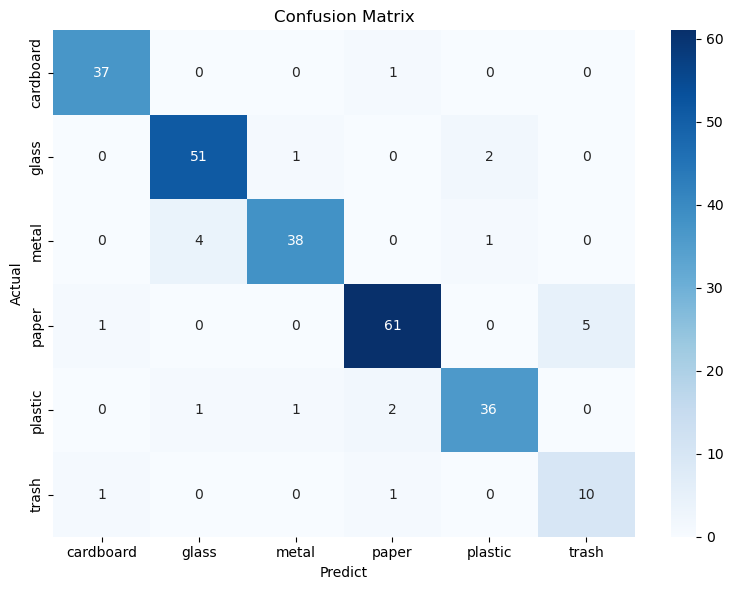 Confusion Matrix
cardboard 37 0 0 1 0 0
glass 0 51 1 0 2 0
metal 0 4 38 0 1 0
paper 1 0 0 61 0 5
plastic 0 1 1 2 36 0
trash 1 0 0 1 0 10
cardboard glass metal paper plastic trash
Predict
Actual
60
50
40
30
20
10
0